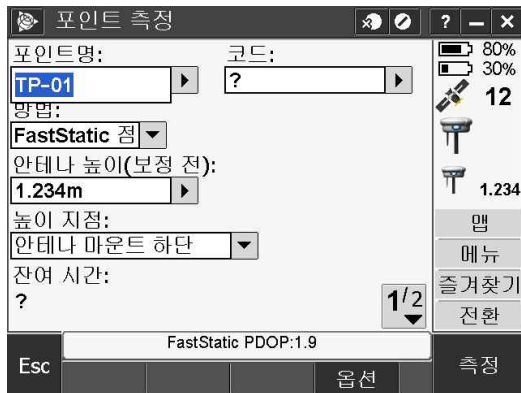 포인트 측정
? – ×
포인트명: 코드:
TP-01 ?
방법:
FastStatic 점
안테나 높이(보정 전):
1.234m
높이 지점:
안테나 마운트 하단
잔여 시간:
?
1/2
80%
30%
12
1.234
맵
메뉴
즐겨찾기
전환
FastStatic PDOP:1.9
Esc 옵션 측정